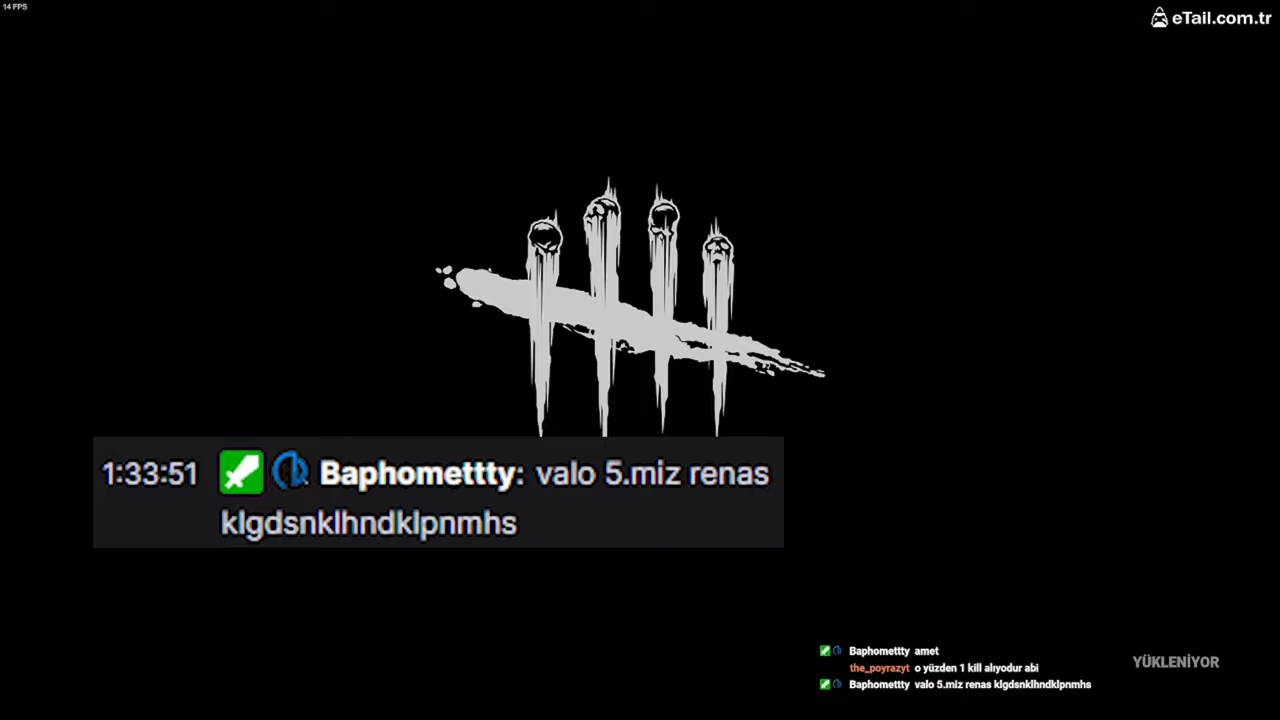 14 FPS
eTail.com.tr
1:33:51 Baphomettty: valo 5.miz renas
klgdsnklhndklpnmhs
Baphomettty amet
the_poyrazyt o yüzden 1 kill alıyodur abi
Baphomettty valo 5.miz renas klgdsnklhndklpnmhs
YÜKLENİYOR